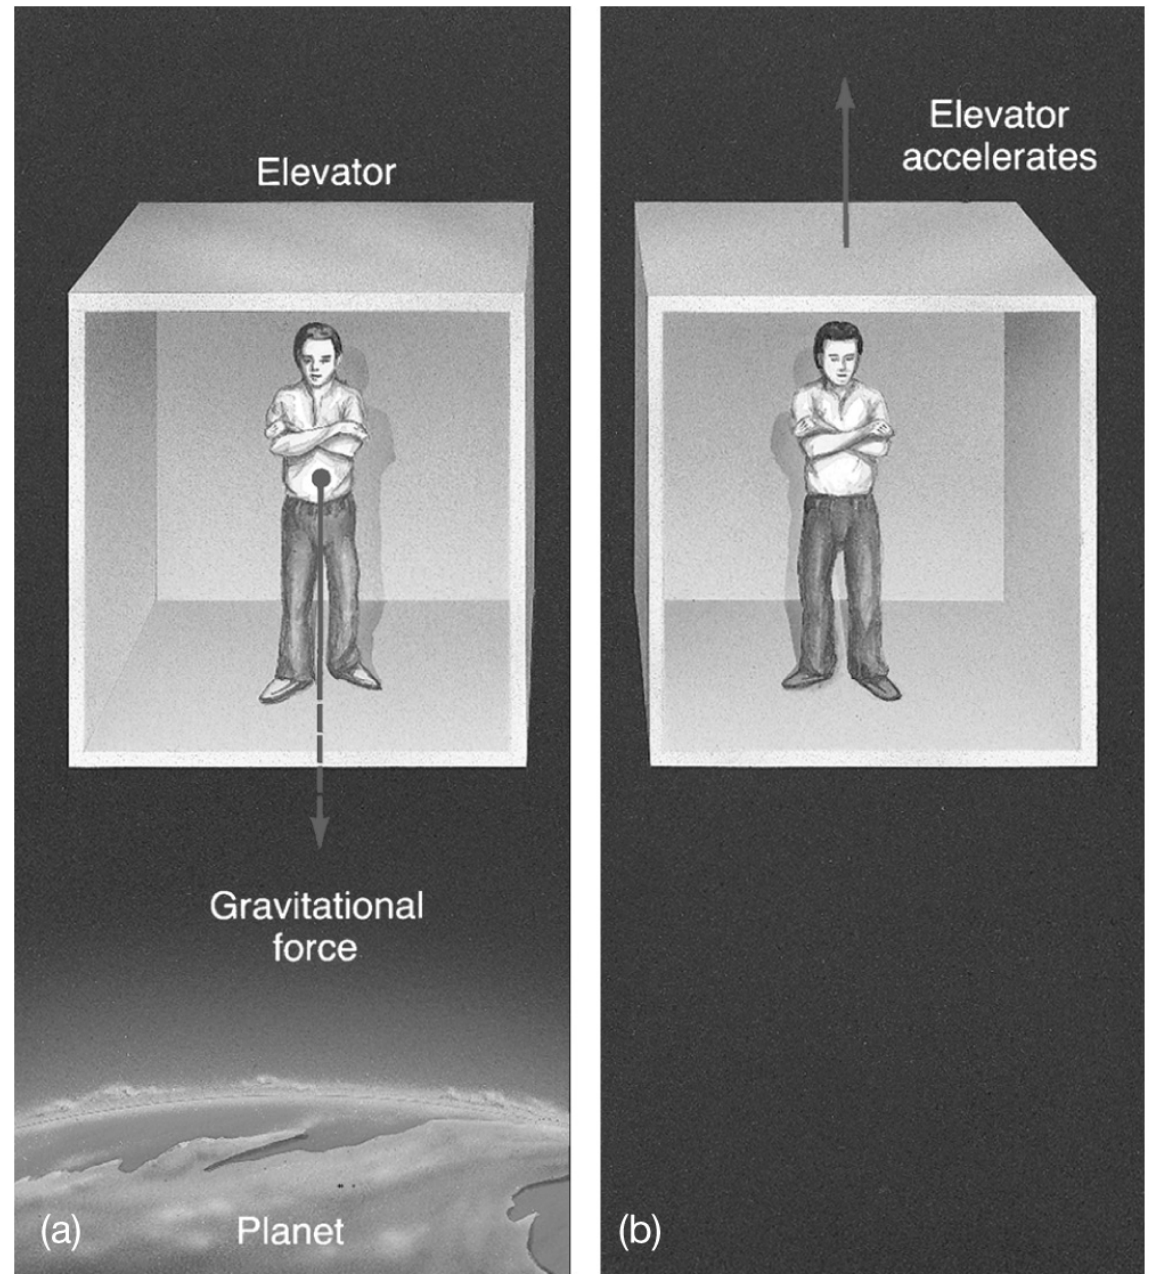 Elevator
Gravitational
force
Planet
(a)
Elevator
accelerates
(b)